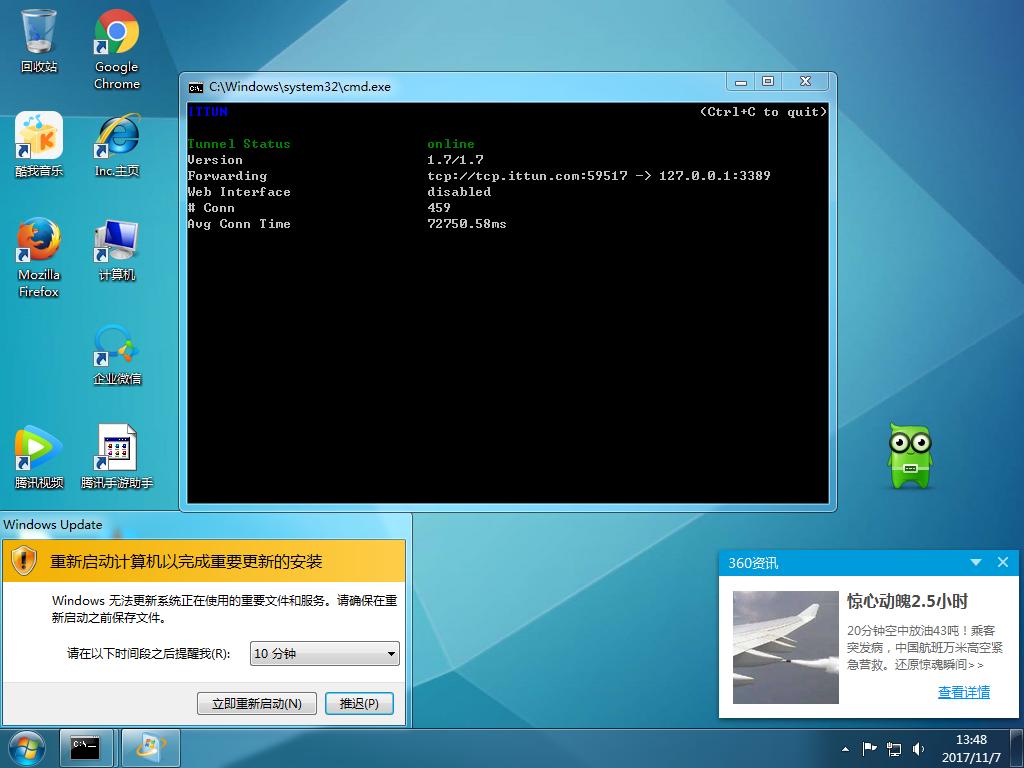 回收站
Google
Chrome
酷我音乐
Inc.主页
Mozilla
Firefox
计算机
企业微信
腾讯视频
腾讯手游助手
C:\Windows\system32\cmd.exe
ITTUN (Ctrl+C to quit)
Tunnel Status online
Version 1.7/1.7
Forwarding tcp://tcp.ittun.com:59517 -> 127.0.0.1:3389
Web Interface disabled
# Conn 459
Avg Conn Time 72750.58ms
Windows Update
重新启动计算机以完成重要更新的安装
Windows 无法更新系统正在使用的重要文件和服务。请确保在重
新启动之前保存文件。
请在以下时间段之后提醒我(R): 10 分钟
立即重新启动(N) 推迟(P)
360资讯
惊心动魄2.5小时
20分钟空中放油43吨！乘客
突发病，中国航班万米高空紧
急营救。还原惊魂瞬间>>
查看详情
13:48
2017/11/7